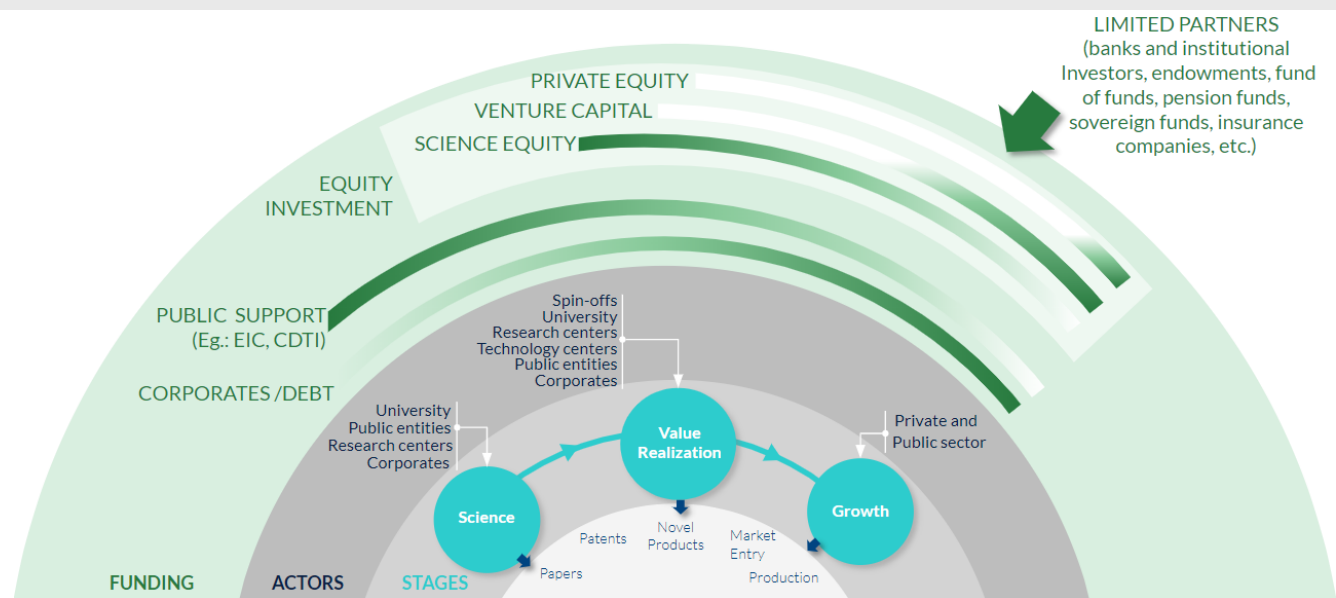 LIMITED PARTNERS
(banks and institutional
Investors, endowments, fund
of funds, pension funds,
sovereign funds, insurance
companies, etc.)
PRIVATE EQUITY
VENTURE CAPITAL
SCIENCE EQUITY
EQUITY
INVESTMENT
PUBLIC SUPPORT
(Eg.: EIC, CDTI)
CORPORATES /DEBT
Spin-offs
University
Research centers
Technology centers
Public entities
Corporates
University
Public entities
Research centers
Corporates
Private and
Public sector
Science
Value
Realization
Growth
Papers
Patents
Novel
Products
Market
Entry
Production
FUNDING
ACTORS
STAGES